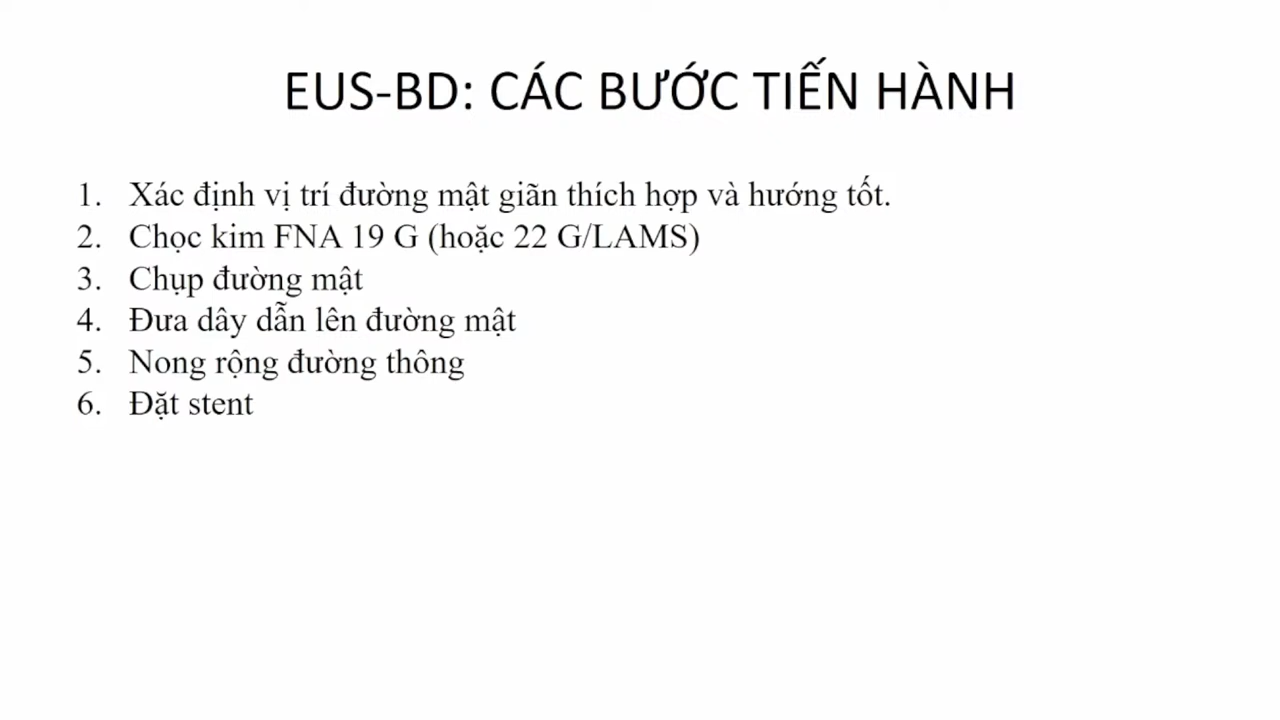 EUS-BD: CÁC BƯỚC TIẾN HÀNH
1. Xác định vị trí đường mật giãn thích hợp và hướng tốt.
2. Chọc kim FNA 19 G (hoặc 22 G/LAMS)
3. Chụp đường mật
4. Đưa dây dẫn lên đường mật
5. Nong rộng đường thông
6. Đặt stent